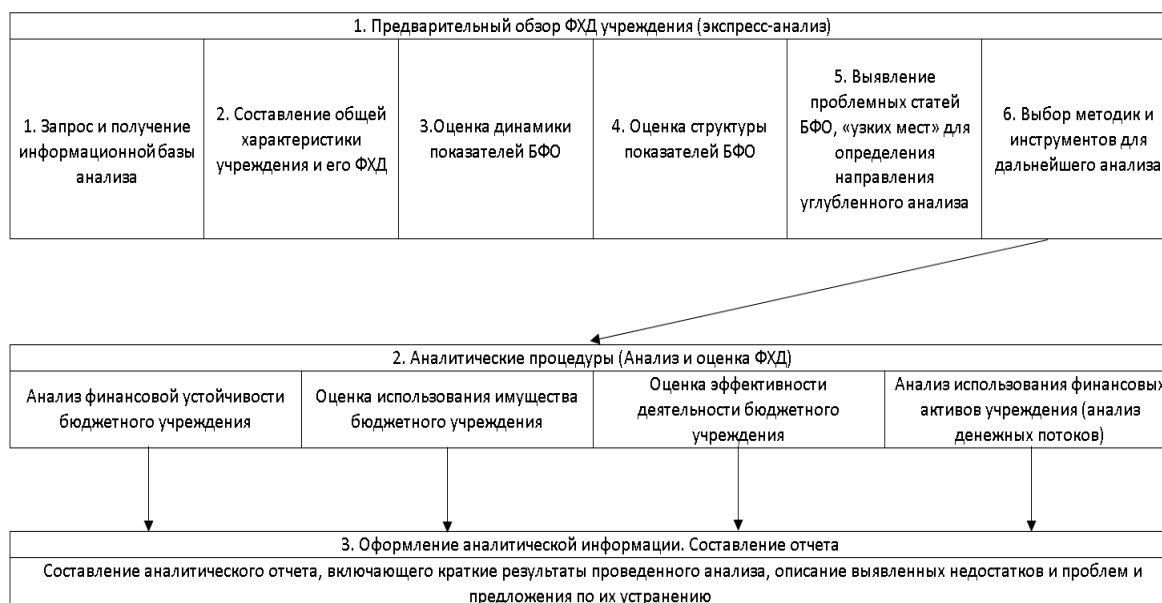 1. Предварительный обзор ФХД учреждения (экспресс-анализ)
1. Запрос и получение
информационной базы
анализа
2. Составление общей
характеристики
учреждения и его ФХД
3.Оценка динамики
показателей БФО
4. Оценка структуры
показателей БФО
5. Выявление
проблемных статей
БФО, «узких мест» для
определения
направления
углубленного анализа
6. Выбор методик и
инструментов для
дальнейшего анализа
2. Аналитические процедуры (Анализ и оценка ФХД)
Анализ финансовой устойчивости
бюджетного учреждения
Оценка использования имущества
бюджетного учреждения
Оценка эффективности
деятельности бюджетного
учреждения
Анализ использования финансовых
активов учреждения (анализ
денежных потоков)
3. Оформление аналитической информации. Составление отчета
Составление аналитического отчета, включающего краткие результаты проведенного анализа, описание выявленных недостатков и проблем и
предложения по их устранению